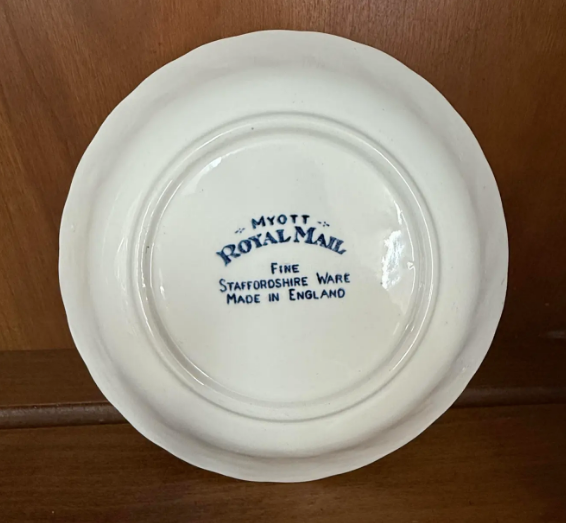 MYOTT
ROYAL MAIL
FINE
STAFFORDSHIRE WARE
MADE IN ENGLAND